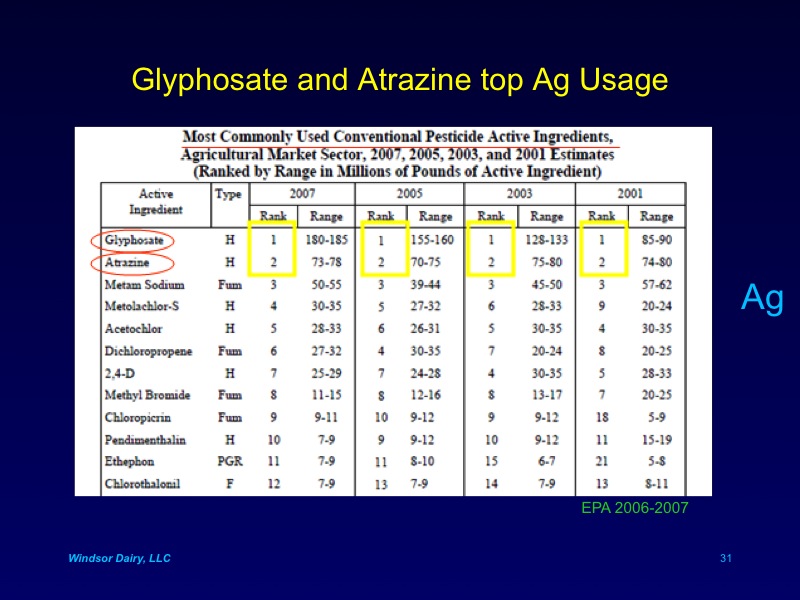 Glyphosate and Atrazine top Ag Usage
Most Commonly Used Conventional Pesticide Active Ingredients,
Agricultural Market Sector, 2007, 2005, 2003, and 2001 Estimates
(Ranked by Range in Millions of Pounds of Active Ingredient)
Active Ingredient Type 2007 2005 2003 2001
Rank Range Rank Range Rank Range Rank Range
Glyphosate H 1 180-185 1 155-160 1 128-133 1 85-90
Atrazine H 2 73-78 2 70-75 2 75-80 2 74-80
Metam Sodium Fum 3 50-55 3 39-44 3 45-50 3 57-62
Metolachlor-S H 4 30-35 5 27-32 6 28-33 9 20-24
Acetochlor H 5 28-33 6 26-31 5 30-35 4 30-35
Dichloropropene Fum 6 27-32 4 30-35 7 20-24 8 20-25
2,4-D H 7 25-29 7 24-28 4 30-35 5 28-33
Methyl Bromide Fum 8 11-15 8 12-16 8 13-17 7 20-25
Chloropicrin Fum 9 9-11 10 9-12 9 9-12 18 5-9
Pendimenthalin H 10 7-9 9 9-12 10 9-12 11 15-19
Ethephon PGR 11 7-9 11 8-10 15 6-7 21 5-8
Chlorothalonil F 12 7-9 13 7-9 14 7-9 13 8-11
Ag
EPA 2006-2007
Windsor Dairy, LLC
31